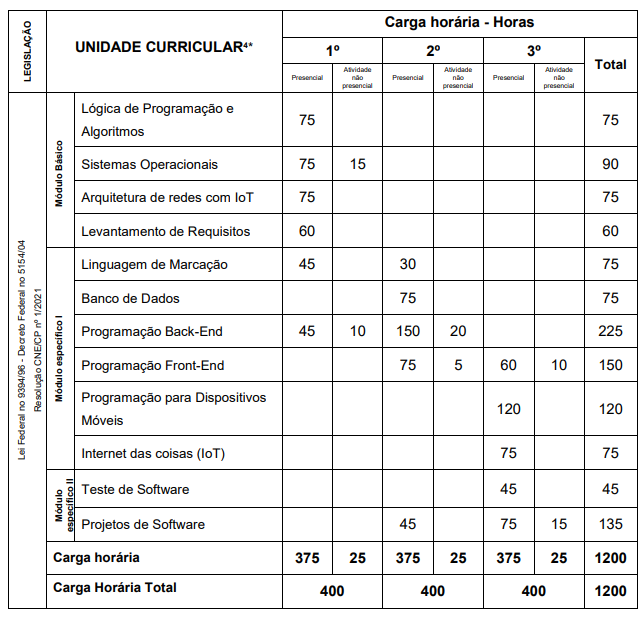 LEGISLAÇÃO
UNIDADE CURRICULAR⁴*
Carga horária - Horas
1º 2º 3º Total
Presencial Atividade não presencial Presencial Atividade não presencial Presencial Atividade não presencial
Lei Federal no 9394/96 - Decreto Federal no 5154/04
Resolução CNE/CP nº 1/2021
Módulo Básico
Lógica de Programação e
Algoritmos 75 75
Sistemas Operacionais 75 15 90
Arquitetura de redes com IoT 75 75
Levantamento de Requisitos 60 60
Módulo específico I
Linguagem de Marcação 45 30 75
Banco de Dados 75 75
Programação Back-End 45 10 150 20 225
Programação Front-End 75 5 60 10 150
Programação para Dispositivos
Móveis 120 120
Internet das coisas (IoT) 75 75
Módulo
específico II
Teste de Software 45 45
Projetos de Software 45 75 15 135
Carga horária 375 25 375 25 375 25 1200
Carga Horária Total 400 400 400 1200